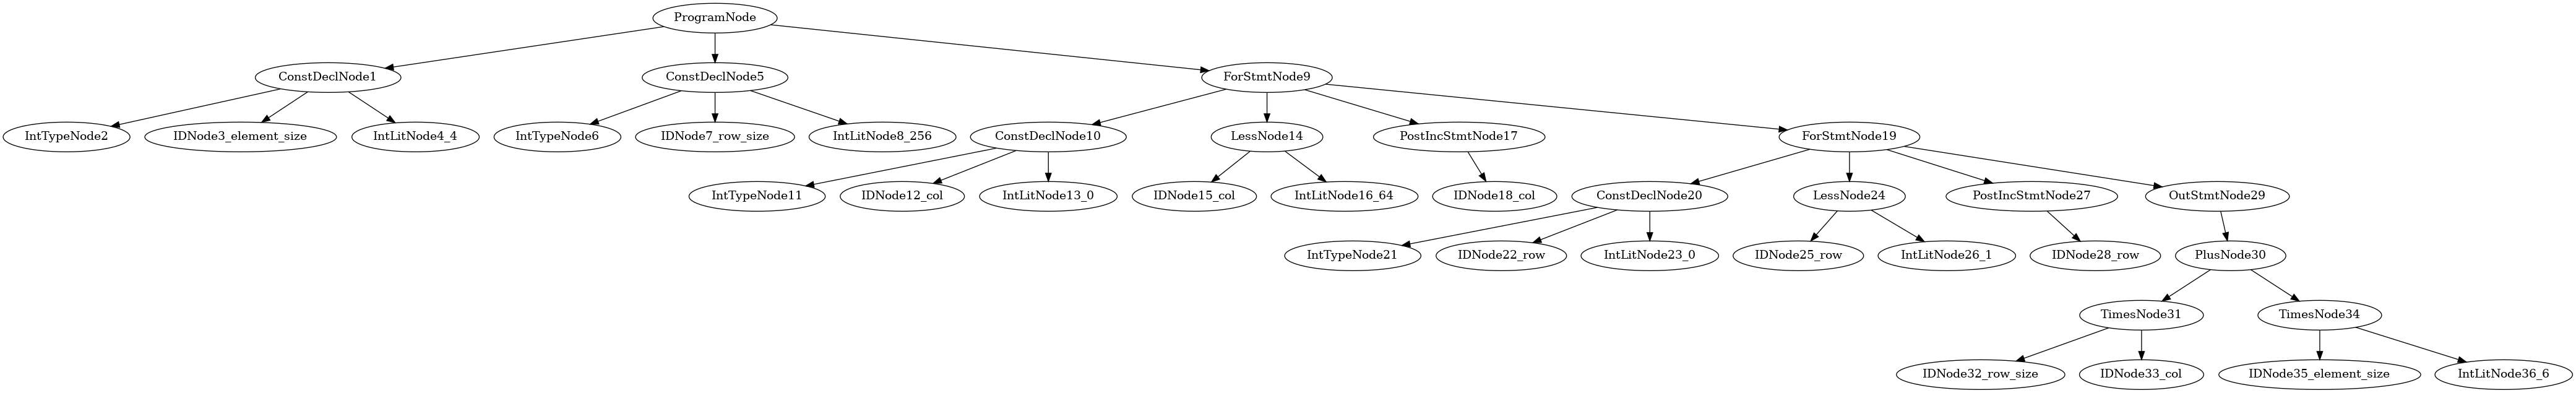 ProgramNode
ConstDeclNode1
ConstDeclNode5
ForStmtNode9
IntTypeNode2
IDNode3_element_size
IntLitNode4_4
IntTypeNode6
IDNode7_row_size
IntLitNode8_256
ConstDeclNode10
LessNode14
PostIncStmtNode17
ForStmtNode19
IntTypeNode11
IDNode12_col
IntLitNode13_0
IDNode15_col
IntLitNode16_64
IDNode18_col
ConstDeclNode20
LessNode24
PostIncStmtNode27
OutStmtNode29
IntTypeNode21
IDNode22_row
IntLitNode23_0
IDNode25_row
IntLitNode26_1
IDNode28_row
PlusNode30
TimesNode31
TimesNode34
IDNode32_row_size
IDNode33_col
IDNode35_element_size
IntLitNode36_6